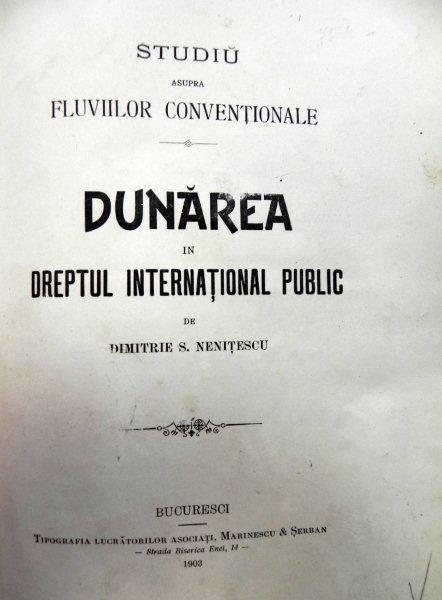 STUDIŬ
ASUPRA
FLUVIILOR CONVENȚIONALE
DUNĂREA
IN
DREPTUL INTERNAȚIONAL PUBLIC
DE
DIMITRIE S. NENIȚESCU
BUCURESCI
TIPOGRAFIA LUCRĂTORILOR ASOCIAȚI, MARINESCU & ȘERBAN
— Strada Biserica Enei, 14 —
1903